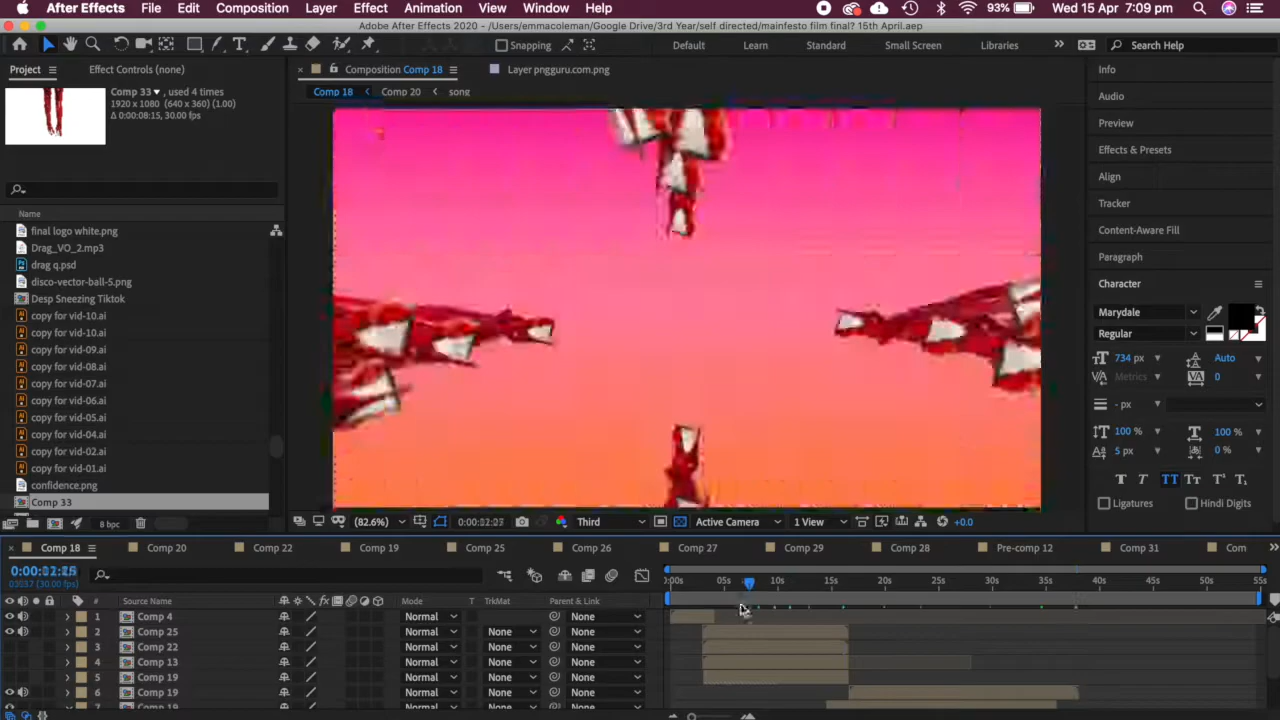 After Effects File Edit Composition Layer Effect Animation View Window Help 93% Wed 15 Apr 7:09 pm
Adobe After Effects 2020 - /Users/emmacoleman/Google Drive/3rd Year/self directed/mainfesto film final? 15th April.aep
Snapping Default Learn Standard Small Screen Libraries Search Help
Project Effect Controls (none) Composition Comp 18 Layer pngguru.com.png Info
Comp 33, used 4 times Comp 18 Comp 20 song
1920 x 1080 (640 x 360) (1.00)
Δ 0:00:08:15, 30.00 fps
Audio
Preview
Effects & Presets
Align
Tracker
Content-Aware Fill
Paragraph
Character
Name
final logo white.png
Drag_VO_2.mp3
drag q.psd
disco-vector-ball-5.png
Desp Sneezing Tiktok
copy for vid-10.ai
copy for vid-10.ai
copy for vid-09.ai
copy for vid-08.ai
copy for vid-07.ai
copy for vid-06.ai
copy for vid-05.ai
copy for vid-04.ai
copy for vid-02.ai
copy for vid-01.ai
confidence.png
Comp 33
Marydale
Regular
734 px Auto
Metrics 0
- px
100 % 100 %
5 px 0 %
T T TT Tт T¹ T₁
Ligatures Hindi Digits
8 bpc (82.6%) Third Active Camera 1 View +0.0
Comp 18 Comp 20 Comp 22 Comp 19 Comp 25 Comp 26 Comp 27 Comp 29 Comp 28 Pre-comp 12 Comp 31 Com
(30.00 fps) 05s 10s 15s 20s 25s 30s 35s 40s 45s 50s 55s
# Source Name Mode T TrkMat Parent & Link
1 Comp 4 Normal None
2 Comp 25 Normal None None
3 Comp 22 Normal None None
4 Comp 13 Normal None None
5 Comp 19 Normal None None
6 Comp 19 Normal None None